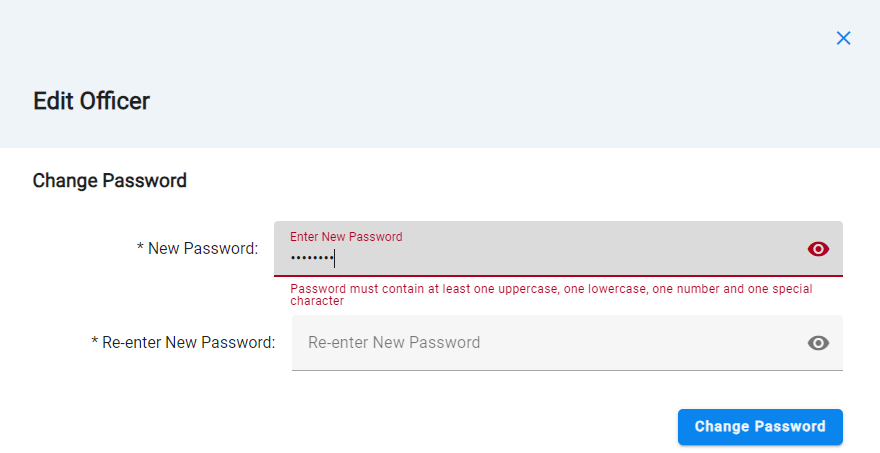 Edit Officer
Change Password
* New Password:
Enter New Password
••••••••
Password must contain at least one uppercase, one lowercase, one number and one special
character
* Re-enter New Password:
Re-enter New Password
Change Password